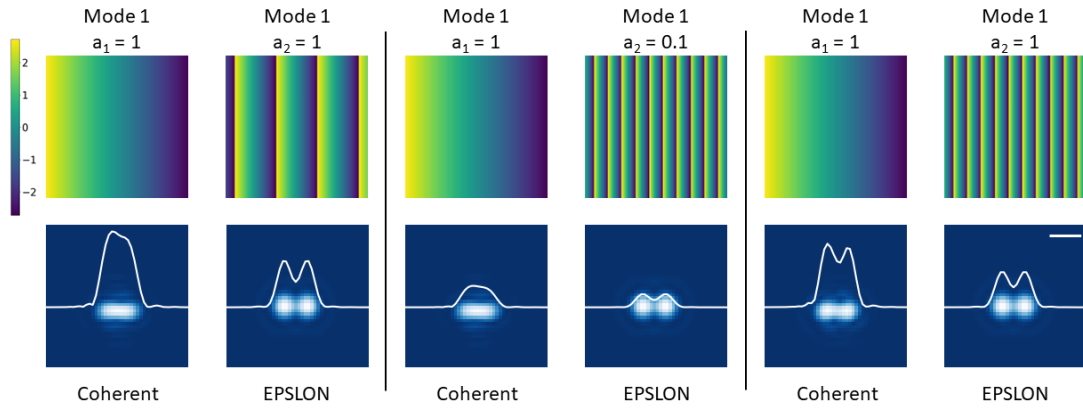 Mode 1 Mode 1 Mode 1 Mode 1 Mode 1 Mode 1
a₁ = 1 a₂ = 1 a₁ = 1 a₂ = 0.1 a₁ = 1 a₂ = 1
2
1
0
−1
−2
Coherent EPSLON Coherent EPSLON Coherent EPSLON